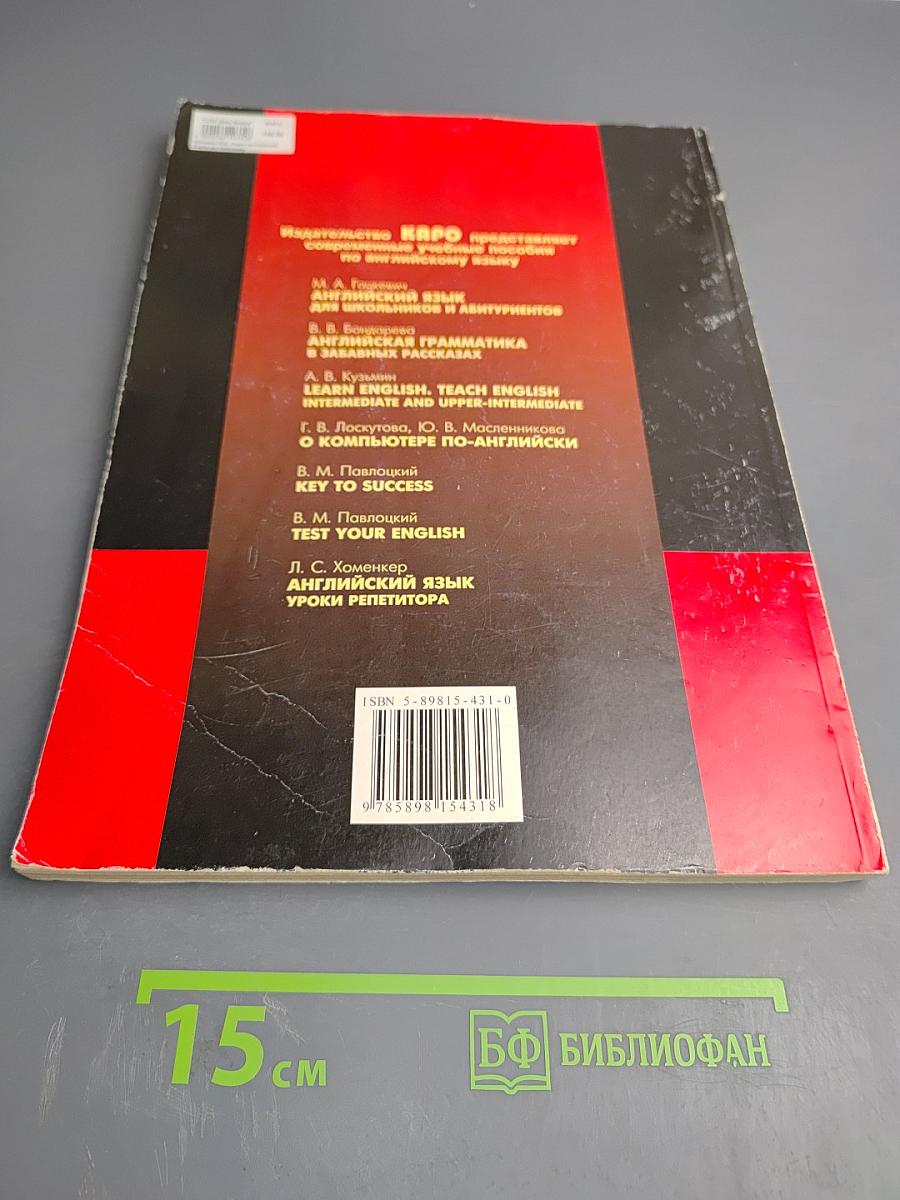 Издательство КАРО представляет
современные учебные пособия
по английскому языку
М. А. Гацкевич
АНГЛИЙСКИЙ ЯЗЫК
ДЛЯ ШКОЛЬНИКОВ И АБИТУРИЕНТОВ
В. В. Бондарева
АНГЛИЙСКАЯ ГРАММАТИКА
В ЗАБАВНЫХ РАССКАЗАХ
А. В. Кузьмин
LEARN ENGLISH. TEACH ENGLISH
INTERMEDIATE AND UPPER-INTERMEDIATE
Г. В. Лоскутова, Ю. В. Масленникова
О КОМПЬЮТЕРЕ ПО-АНГЛИЙСКИ
В. М. Павлоцкий
KEY TO SUCCESS
В. М. Павлоцкий
TEST YOUR ENGLISH
Л. С. Хоменкер
АНГЛИЙСКИЙ ЯЗЫК
УРОКИ РЕПЕТИТОРА
ISBN 5-89815-431-0
9 785898 154318
15 см
БФ БИБЛИОФАН